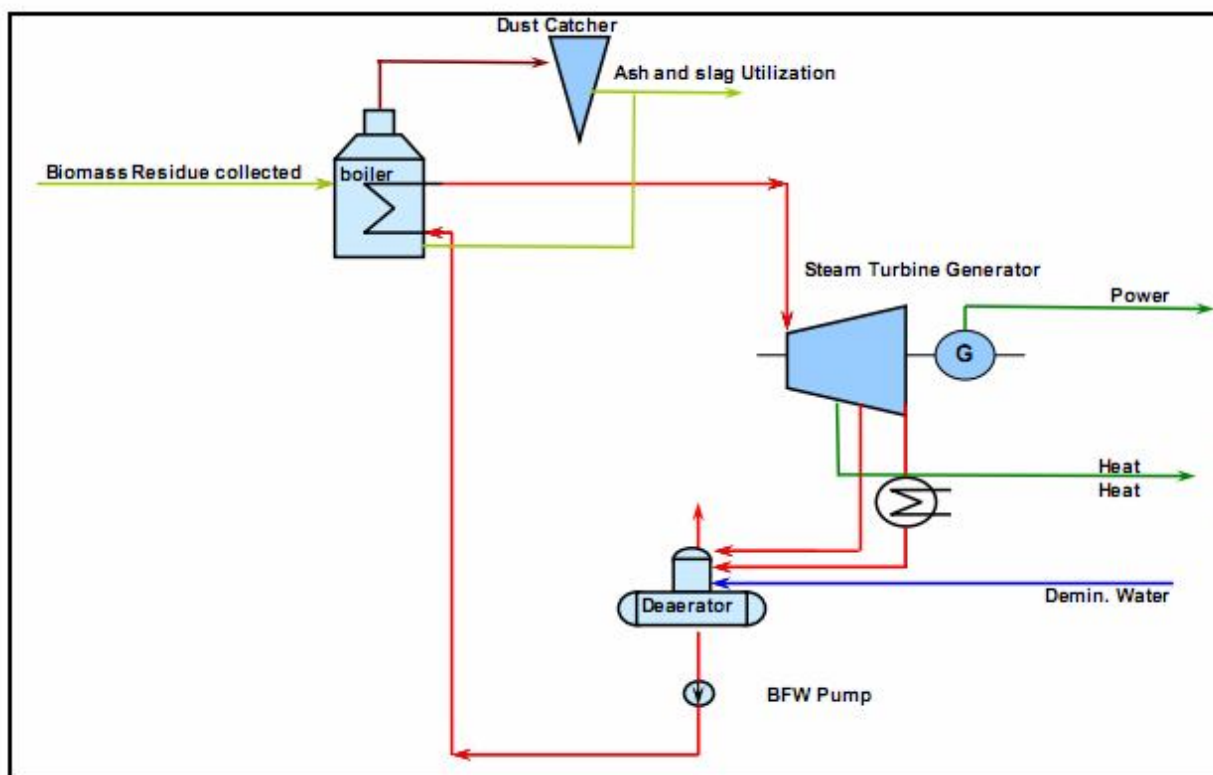 Dust Catcher
Ash and slag Utilization
Biomass Residue collected
boiler
Steam Turbine Generator
Power
G
Heat
Heat
Demin. Water
Deaerator
BFW Pump